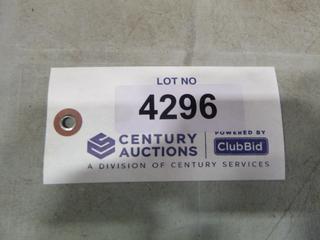 LOT NO
4296
CENTURY AUCTIONS
POWERED BY
ClubBid
A DIVISION OF CENTURY SERVICES